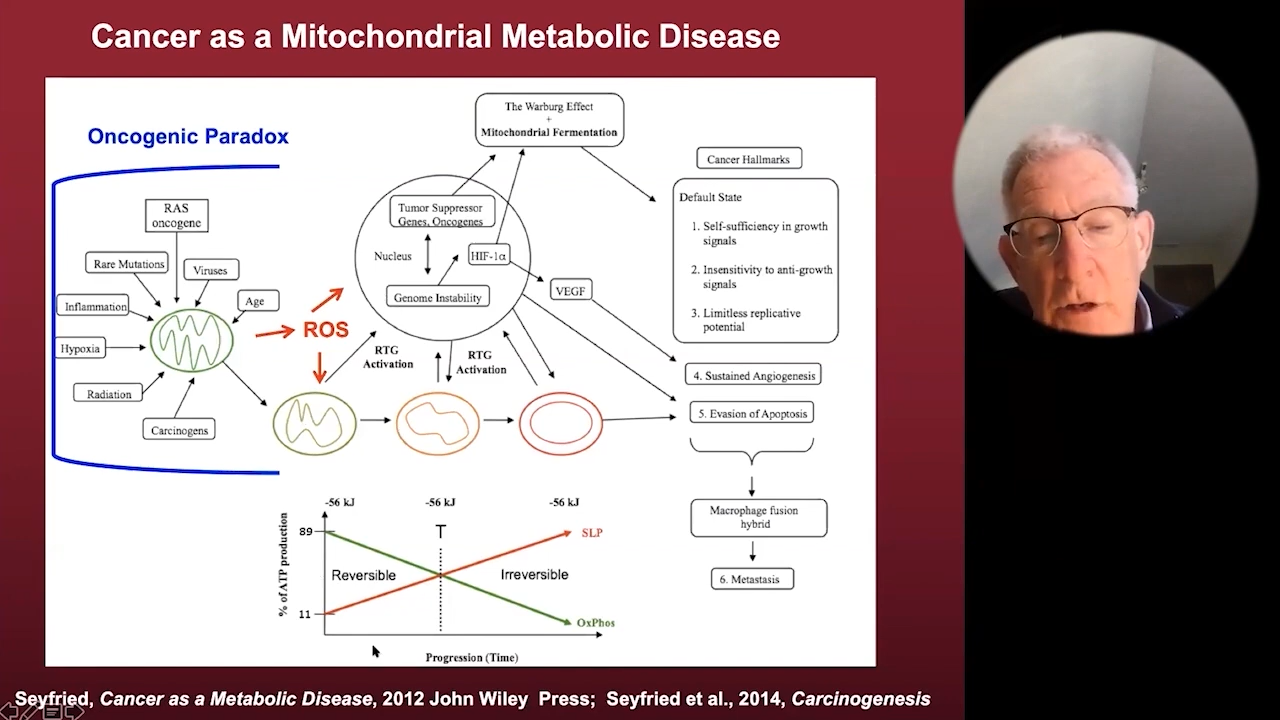 Cancer as a Mitochondrial Metabolic Disease
Oncogenic Paradox
RAS
oncogene
Rare Mutations
Viruses
Inflammation
Age
Hypoxia
Radiation
Carcinogens
ROS
The Warburg Effect
+
Mitochondrial Fermentation
Tumor Suppressor
Genes, Oncogenes
Nucleus
HIF-1α
Genome Instability
VEGF
RTG
Activation
RTG
Activation
Cancer Hallmarks
Default State
1. Self-sufficiency in growth
signals
2. Insensitivity to anti-growth
signals
3. Limitless replicative
potential
4. Sustained Angiogenesis
5. Evasion of Apoptosis
Macrophage fusion
hybrid
6. Metastasis
-56 kJ
-56 kJ
-56 kJ
% of ATP production
89
11
T
Reversible
Irreversible
SLP
OxPhos
Progression (Time)
Seyfried, Cancer as a Metabolic Disease, 2012 John Wiley Press; Seyfried et al., 2014, Carcinogenesis